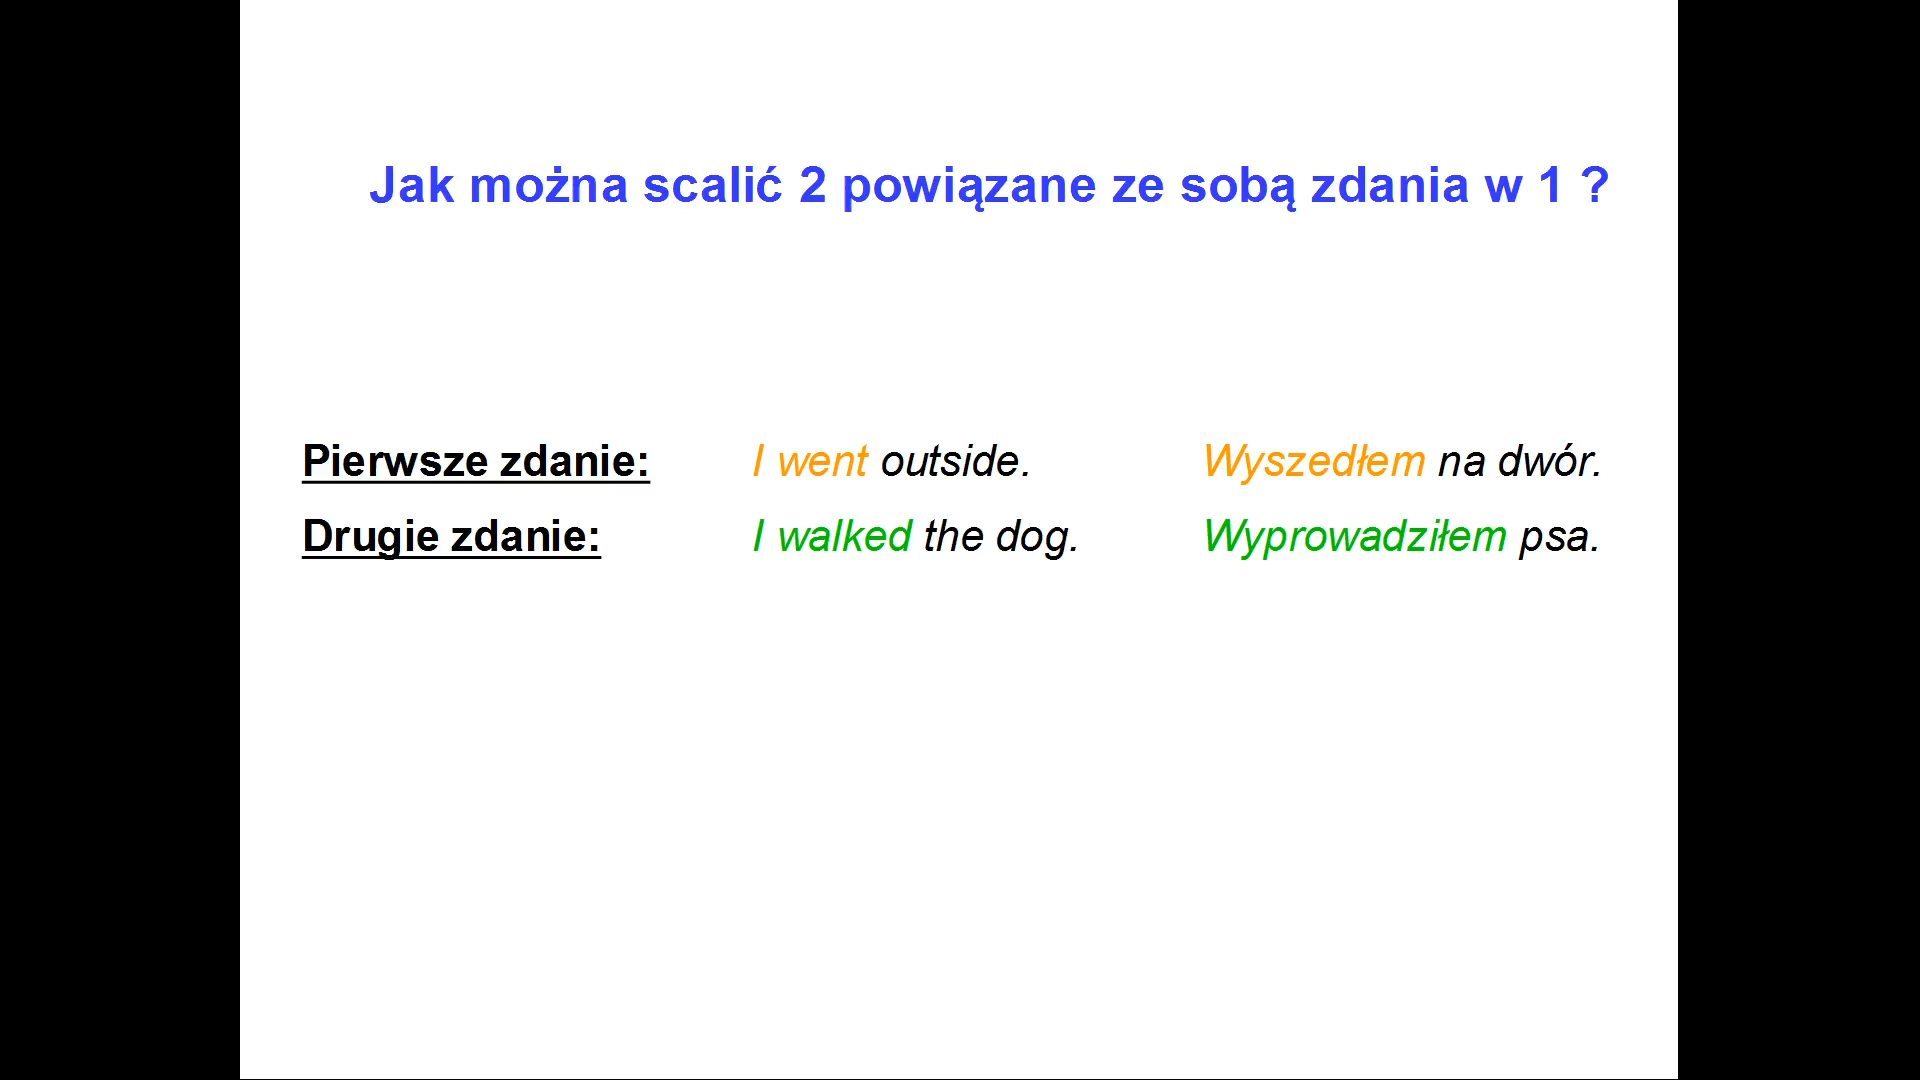 Jak można scalić 2 powiązane ze sobą zdania w 1 ?
Pierwsze zdanie: I went outside. Wyszedłem na dwór.
Drugie zdanie: I walked the dog. Wyprowadziłem psa.